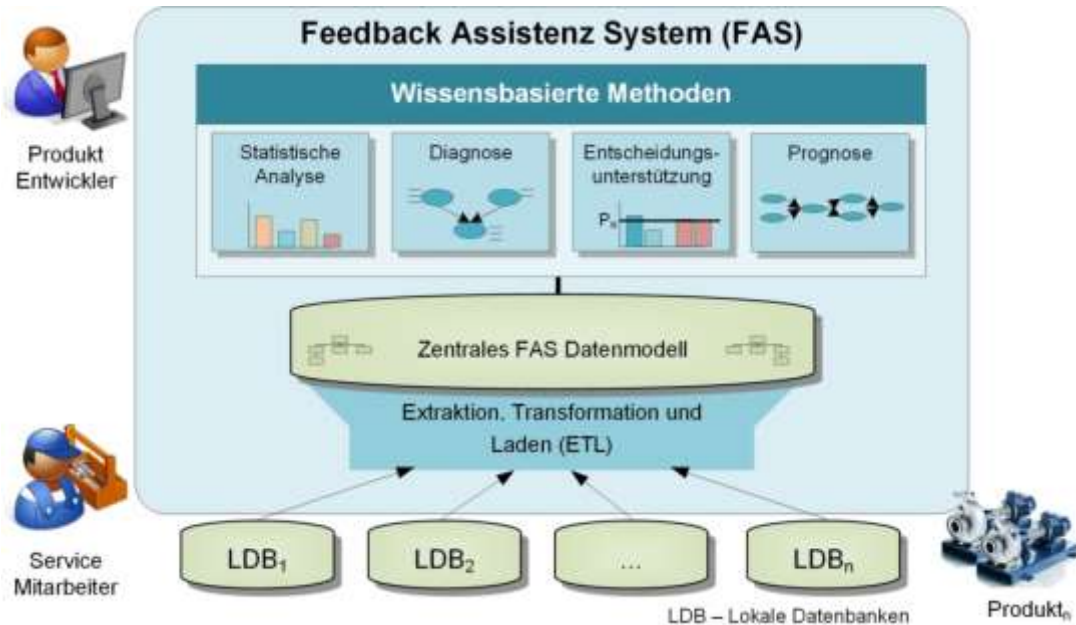 Feedback Assistenz System (FAS)
Wissensbasierte Methoden
Statistische
Analyse
Diagnose
Entscheidungs-
unterstützung
Pₙ
Prognose
Produkt
Entwickler
Zentrales FAS Datenmodell
Extraktion, Transformation und
Laden (ETL)
Service
Mitarbeiter
LDB₁
LDB₂
...
LDBₙ
LDB – Lokale Datenbanken
Produktₙ